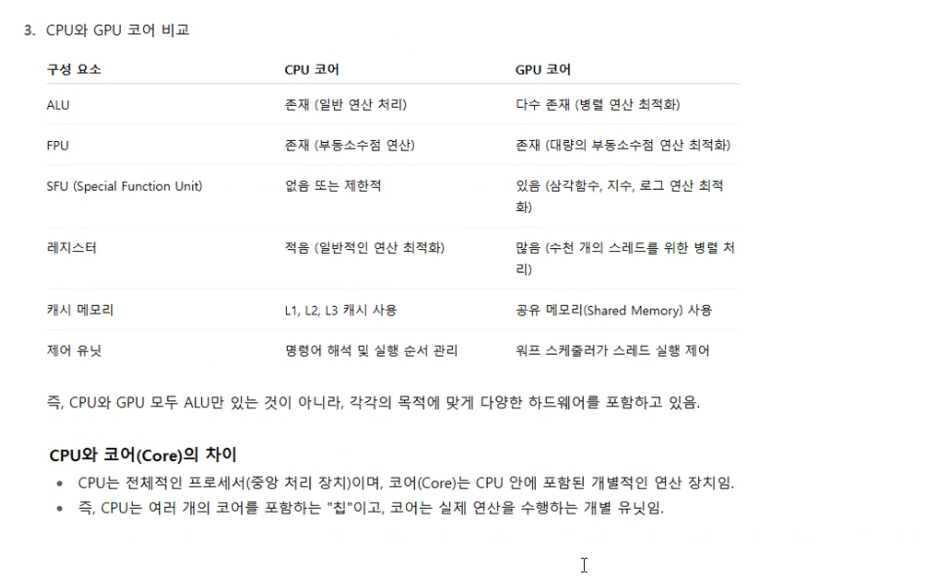 3. CPU와 GPU 코어 비교
구성 요소 CPU 코어 GPU 코어
ALU 존재 (일반 연산 처리) 다수 존재 (병렬 연산 최적화)
FPU 존재 (부동소수점 연산) 존재 (대량의 부동소수점 연산 최적화)
SFU (Special Function Unit) 없음 또는 제한적 있음 (삼각함수, 지수, 로그 연산 최적
화)
레지스터 적음 (일반적인 연산 최적화) 많음 (수천 개의 스레드를 위한 병렬 처
리)
캐시 메모리 L1, L2, L3 캐시 사용 공유 메모리(Shared Memory) 사용
제어 유닛 명령어 해석 및 실행 순서 관리 워프 스케줄러가 스레드 실행 제어
즉, CPU와 GPU 모두 ALU만 있는 것이 아니라, 각각의 목적에 맞게 다양한 하드웨어를 포함하고 있음.
CPU와 코어(Core)의 차이
• CPU는 전체적인 프로세서(중앙 처리 장치)이며, 코어(Core)는 CPU 안에 포함된 개별적인 연산 장치임.
• 즉, CPU는 여러 개의 코어를 포함하는 "칩"이고, 코어는 실제 연산을 수행하는 개별 유닛임.